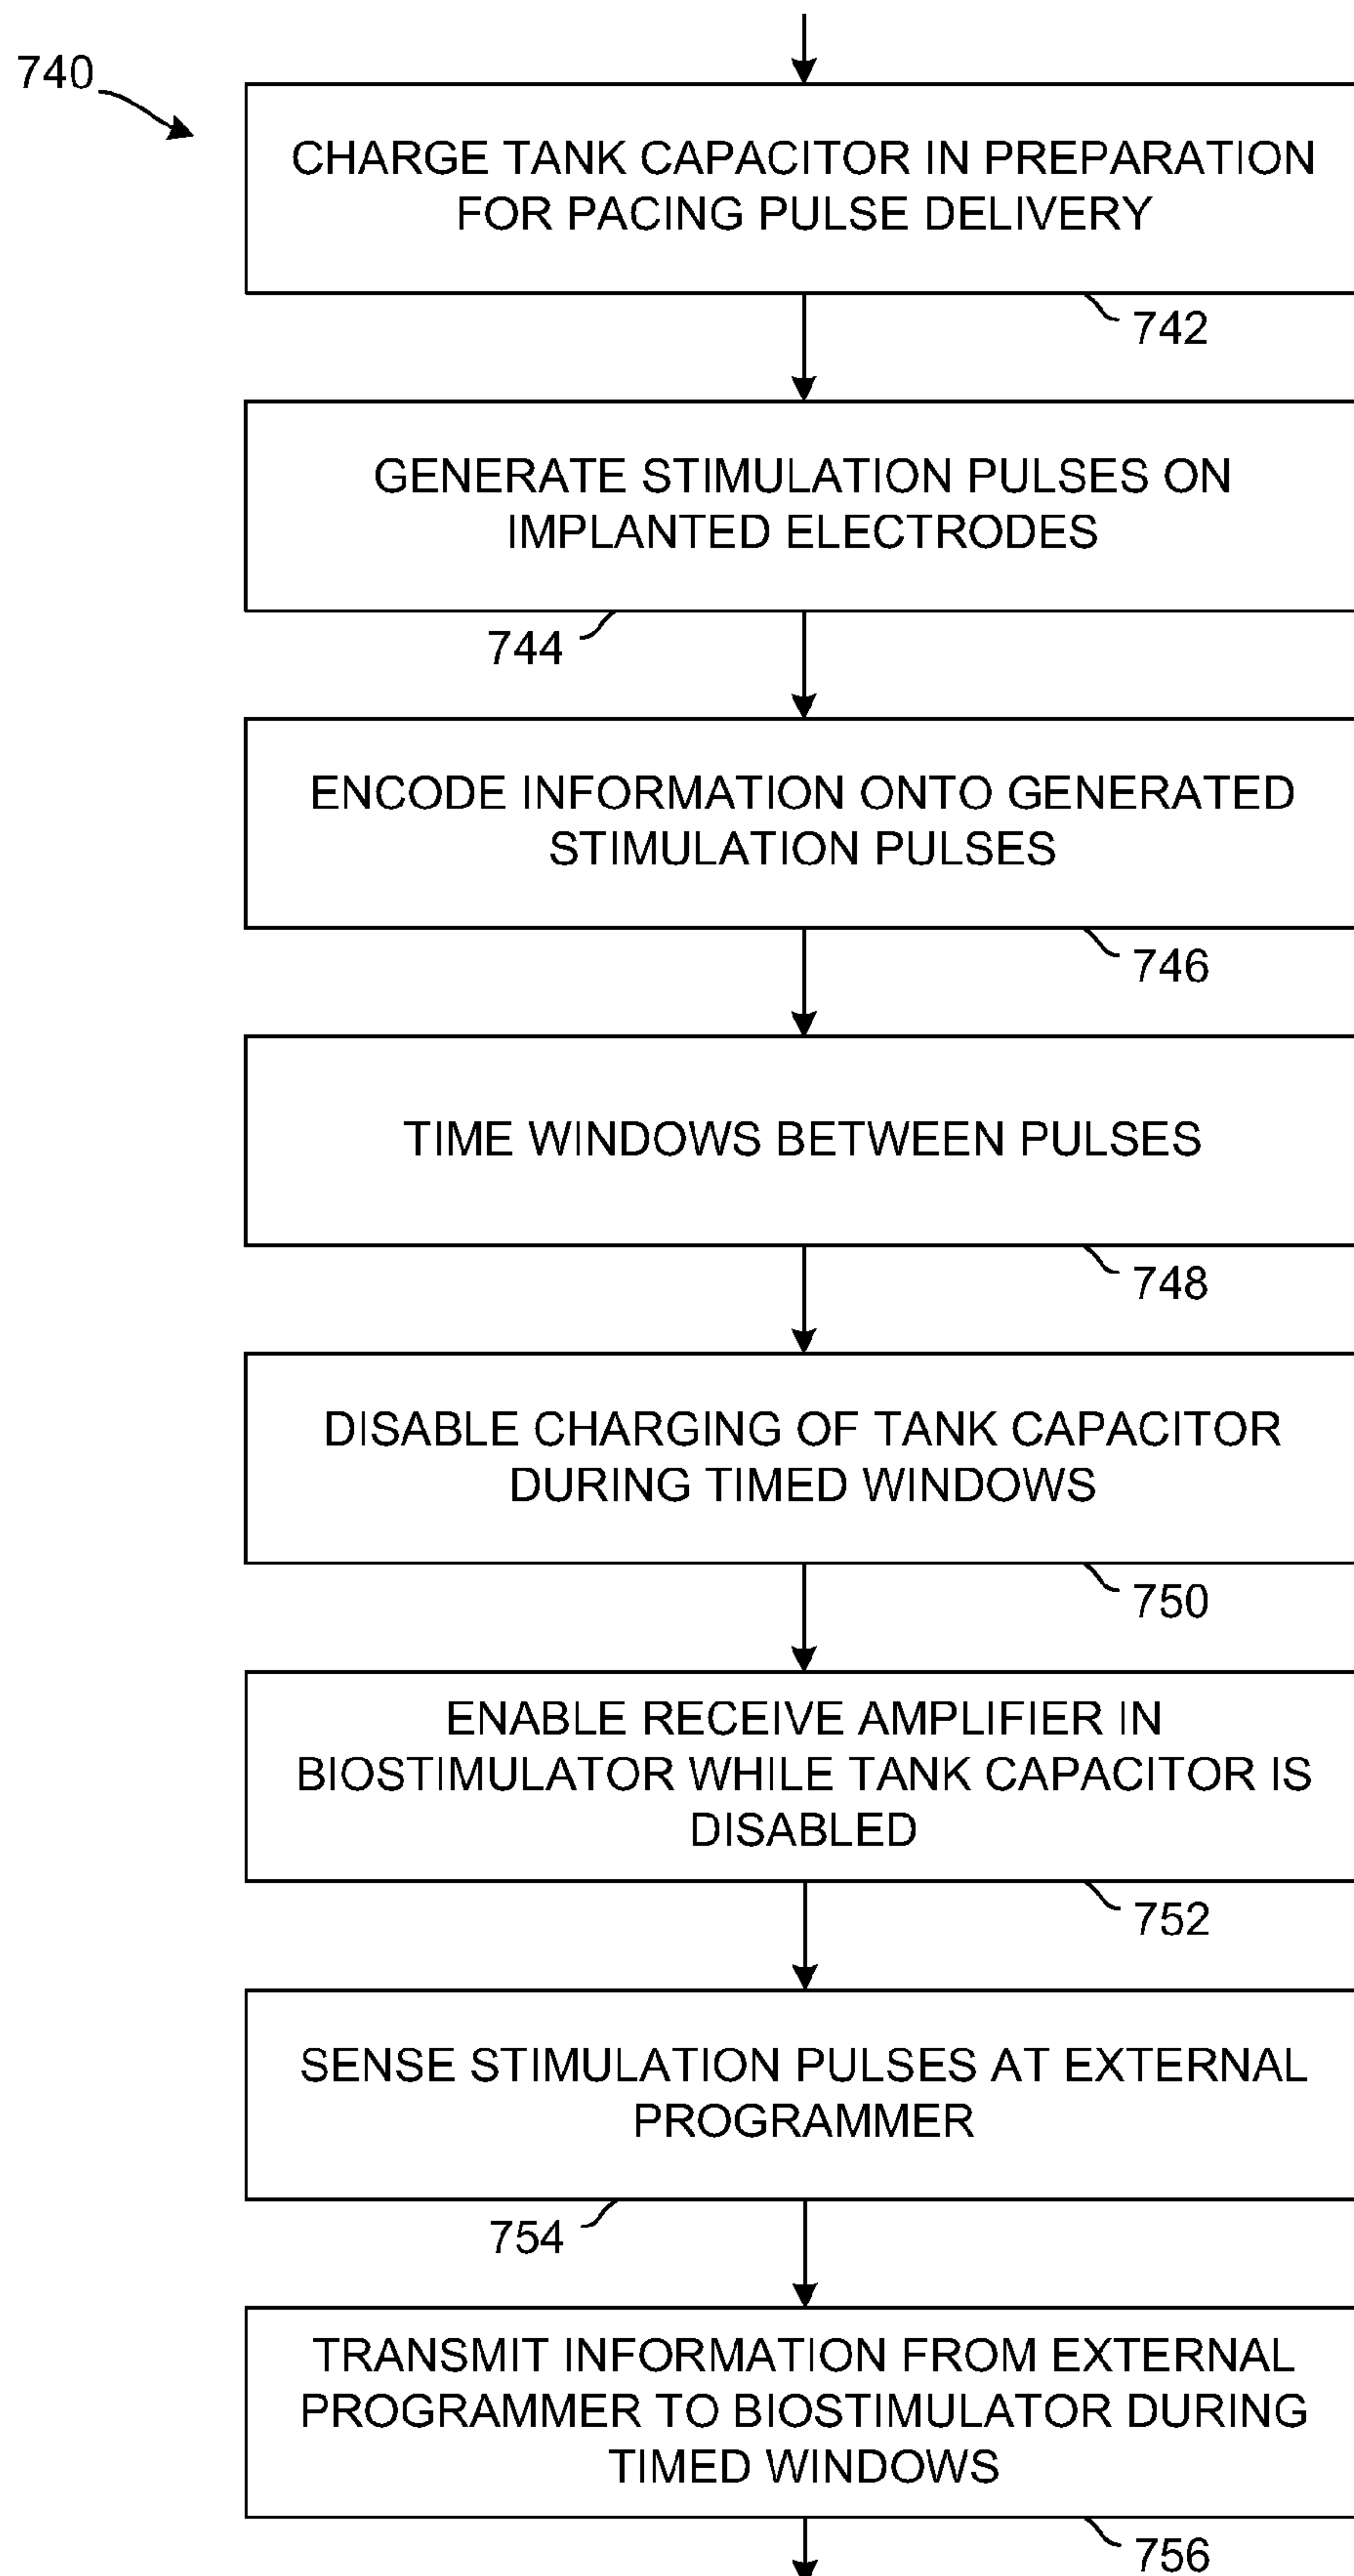 740
CHARGE TANK CAPACITOR IN PREPARATION
FOR PACING PULSE DELIVERY
742
GENERATE STIMULATION PULSES ON
IMPLANTED ELECTRODES
744
ENCODE INFORMATION ONTO GENERATED
STIMULATION PULSES
746
TIME WINDOWS BETWEEN PULSES
748
DISABLE CHARGING OF TANK CAPACITOR
DURING TIMED WINDOWS
750
ENABLE RECEIVE AMPLIFIER IN
BIOSTIMULATOR WHILE TANK CAPACITOR IS
DISABLED
752
SENSE STIMULATION PULSES AT EXTERNAL
PROGRAMMER
754
TRANSMIT INFORMATION FROM EXTERNAL
PROGRAMMER TO BIOSTIMULATOR DURING
TIMED WINDOWS
756